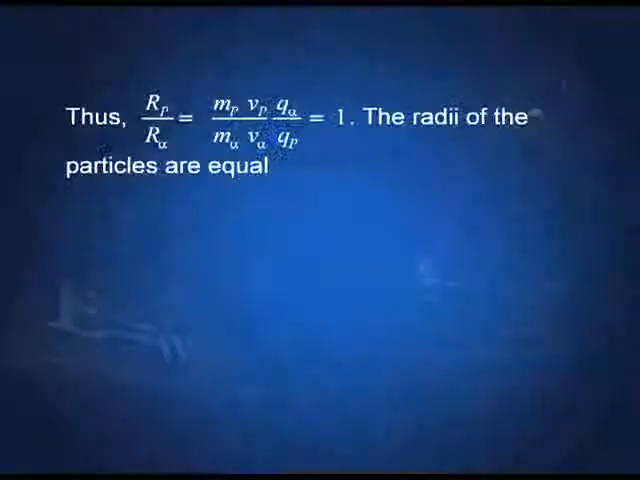 Thus, R_p/R_α = m_p v_p q_α / m_α v_α q_p = 1. The radii of the
particles are equal